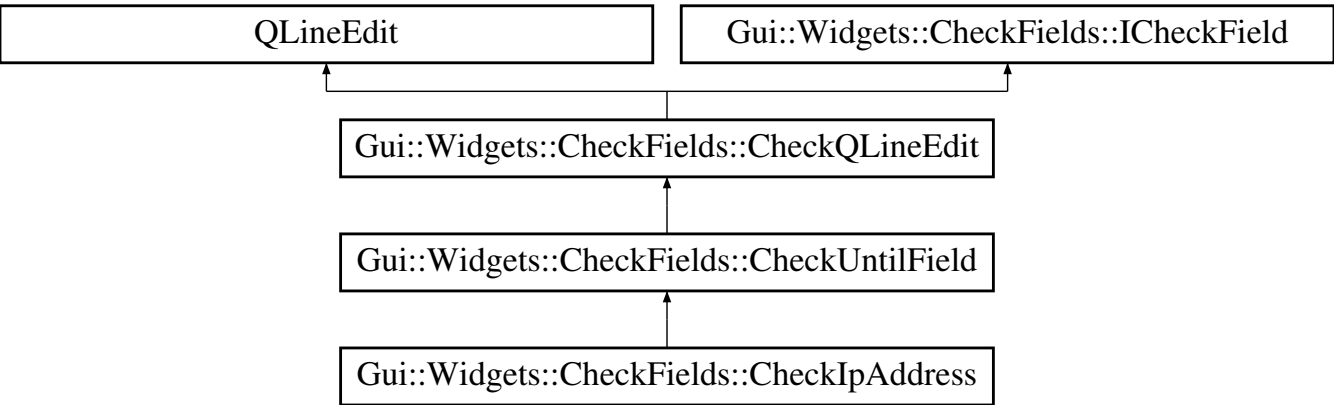 QLineEdit
Gui::Widgets::CheckFields::ICheckField
Gui::Widgets::CheckFields::CheckQLineEdit
Gui::Widgets::CheckFields::CheckUntilField
Gui::Widgets::CheckFields::CheckIpAddress